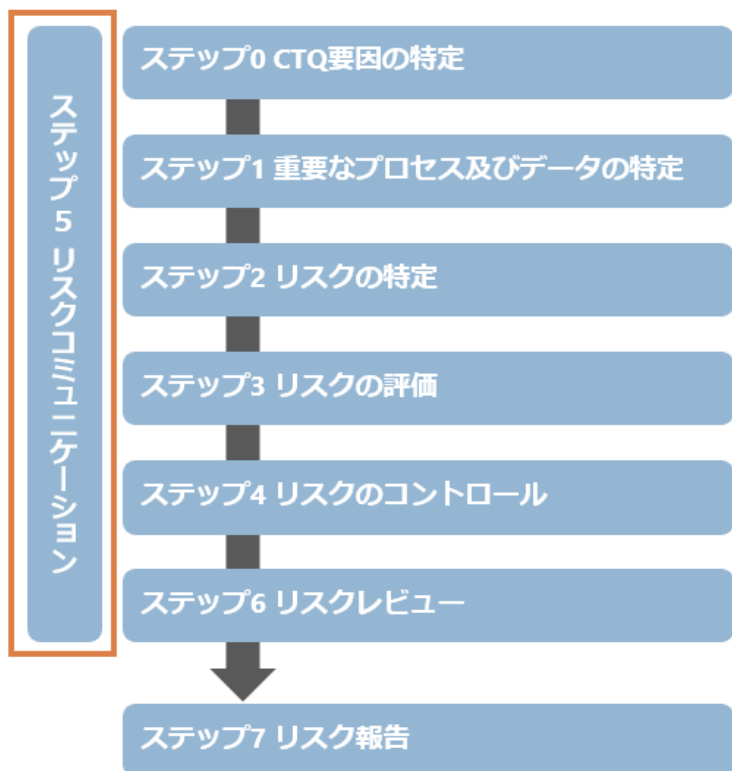 ステップ5 リスクコミュニケーション
ステップ0 CTQ要因の特定
ステップ1 重要なプロセス及びデータの特定
ステップ2 リスクの特定
ステップ3 リスクの評価
ステップ4 リスクのコントロール
ステップ6 リスクレビュー
ステップ7 リスク報告